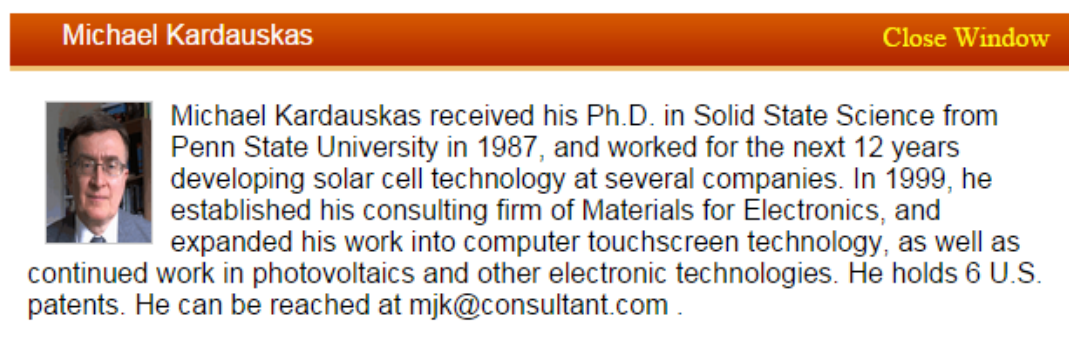 Michael Kardauskas
Close Window
Michael Kardauskas received his Ph.D. in Solid State Science from
Penn State University in 1987, and worked for the next 12 years
developing solar cell technology at several companies. In 1999, he
established his consulting firm of Materials for Electronics, and
expanded his work into computer touchscreen technology, as well as
continued work in photovoltaics and other electronic technologies. He holds 6 U.S.
patents. He can be reached at mjk@consultant.com .